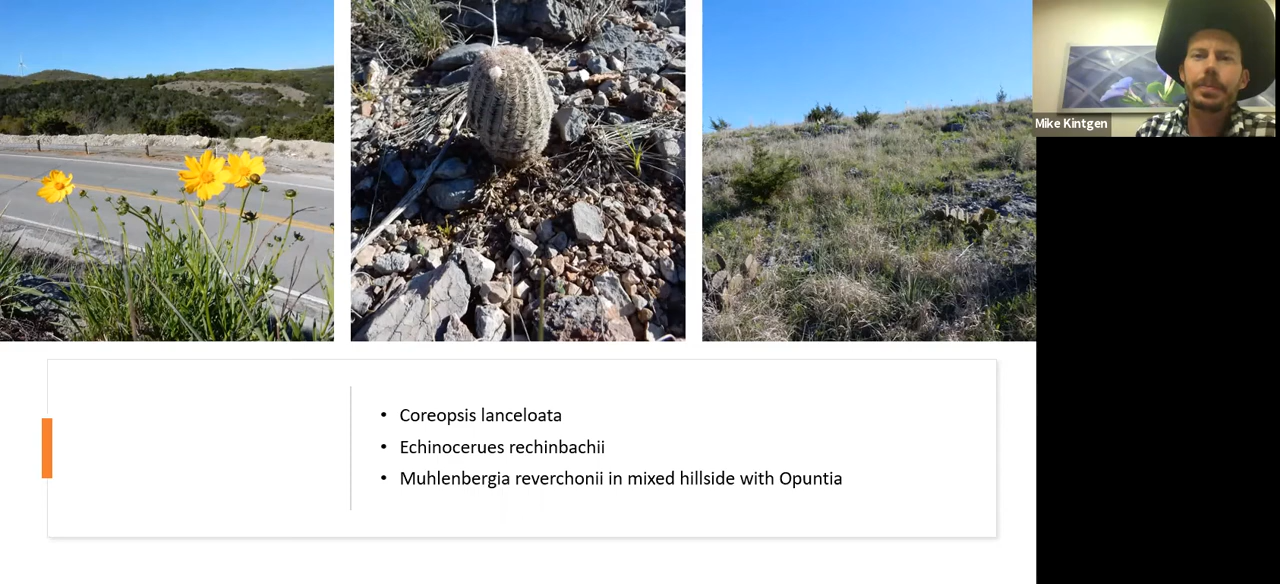 Mike Kintgen
• Coreopsis lanceloata
• Echinocerues rechinbachii
• Muhlenbergia reverchonii in mixed hillside with Opuntia